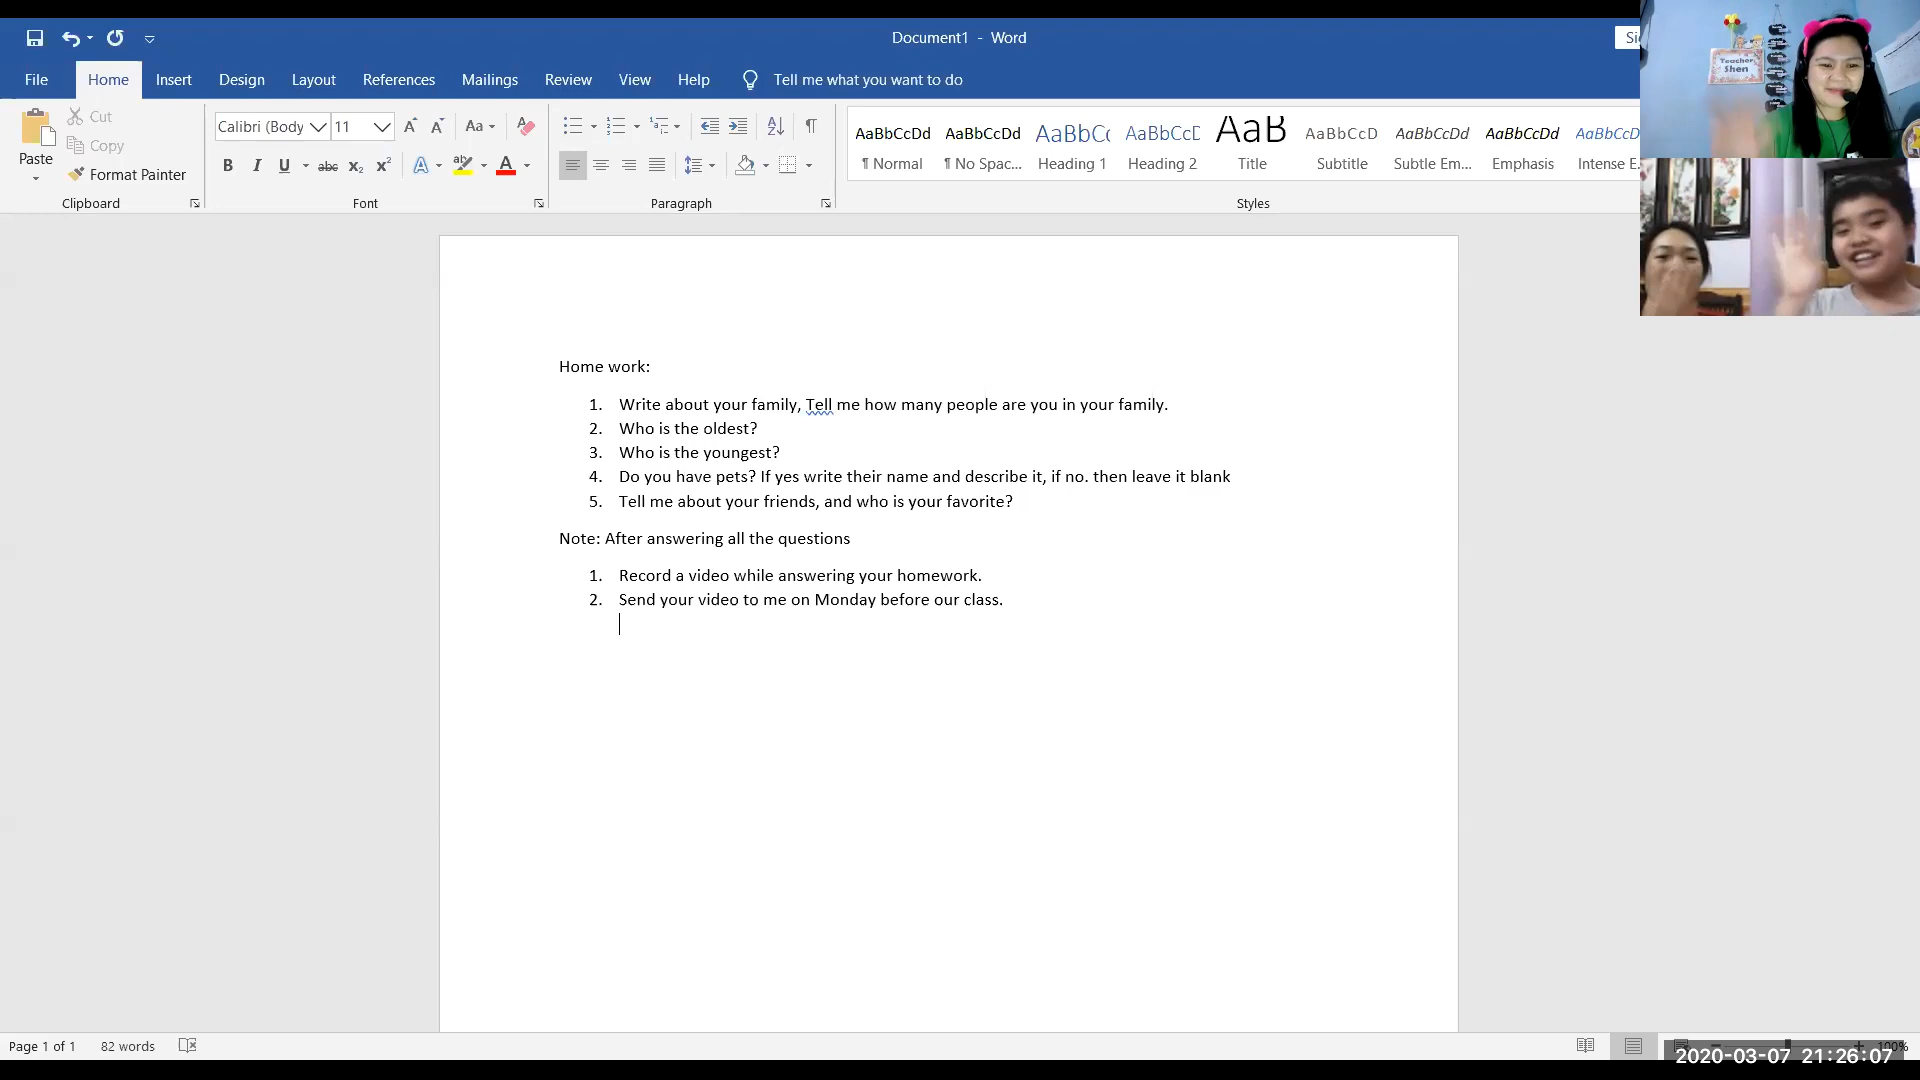 Document1 - Word
File Home Insert Design Layout References Mailings Review View Help Tell me what you want to do
Teacher
Shen
Paste
Cut
Copy
Format Painter
Clipboard
Calibri (Body 11
Font
Paragraph
AaBbCcDd AaBbCcDd AaBbCc AaBbCcD AaB AaBbCcD AaBbCcDd AaBbCcDd AaBbCcD
¶ Normal ¶ No Spac... Heading 1 Heading 2 Title Subtitle Subtle Em... Emphasis Intense E.
Styles
Home work:
1. Write about your family, Tell me how many people are you in your family.
2. Who is the oldest?
3. Who is the youngest?
4. Do you have pets? If yes write their name and describe it, if no. then leave it blank
5. Tell me about your friends, and who is your favorite?
Note: After answering all the questions
1. Record a video while answering your homework.
2. Send your video to me on Monday before our class.
Page 1 of 1 82 words
100%
2020-03-07 21:26:07